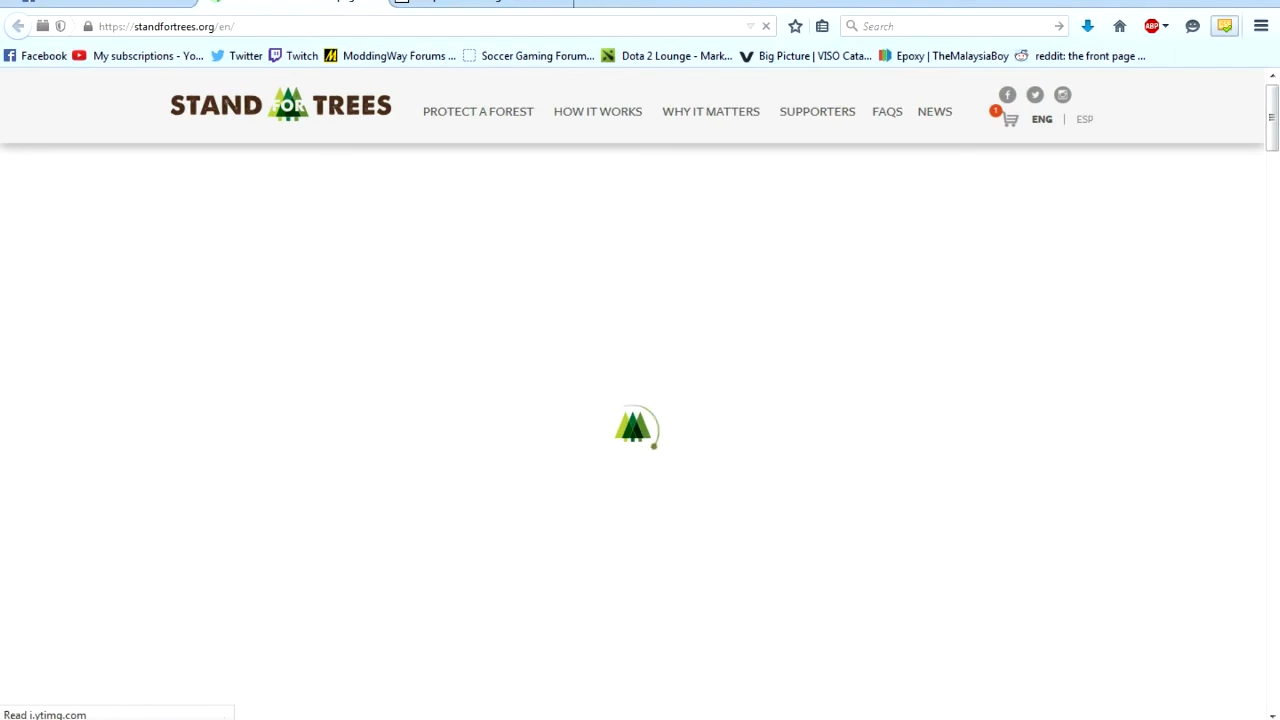 https://standfortrees.org/en/
Search
ABP
Facebook My subscriptions - Yo... Twitter Twitch ModdingWay Forums ... Soccer Gaming Forum... Dota 2 Lounge - Mark... Big Picture | VISO Cata... Epoxy | TheMalaysiaBoy reddit: the front page ...
STAND FOR TREES PROTECT A FOREST HOW IT WORKS WHY IT MATTERS SUPPORTERS FAQS NEWS
1 ENG | ESP
Read i.ytimg.com